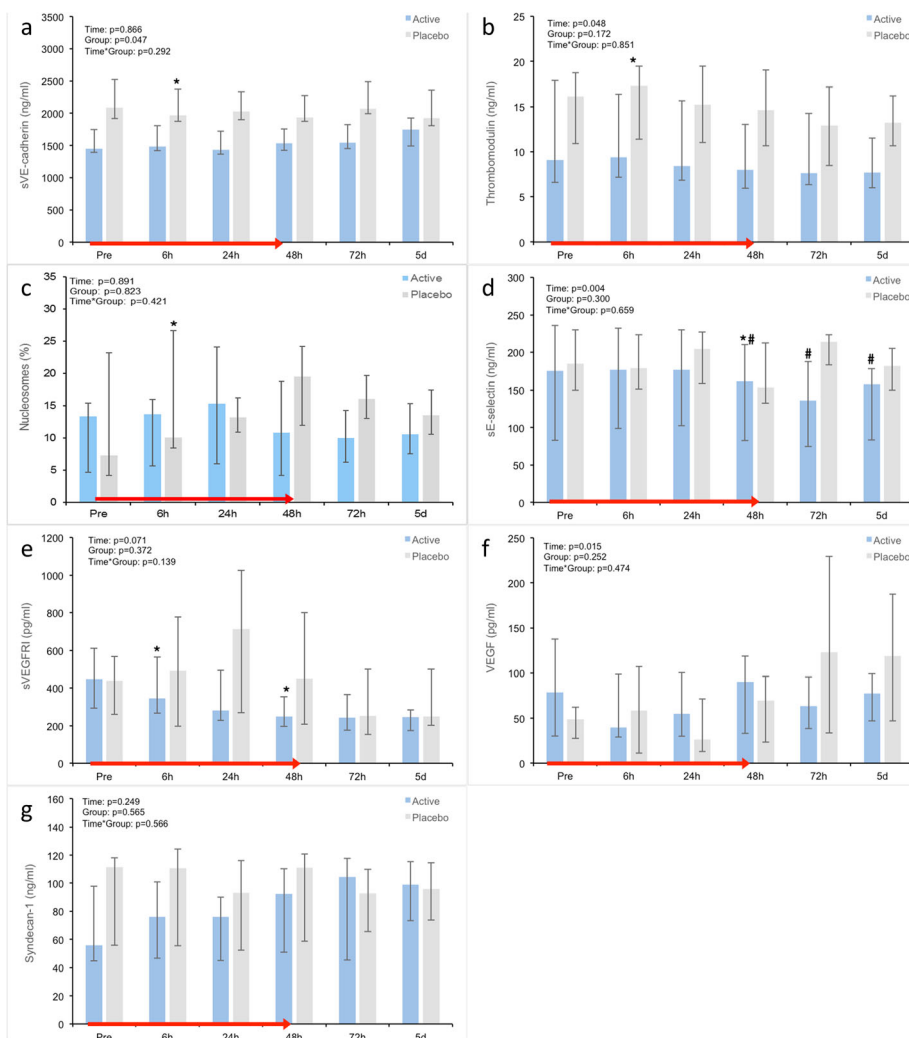 a
Time: p=0.866
Group: p=0.047
Time*Group: p=0.292
Active
Placebo
sVE-cadherin (ng/ml)
3500
3000
2500
2000
1500
1000
500
0
*
Pre 6h 24h 48h 72h 5d
b
Time: p=0.048
Group: p=0.172
Time*Group: p=0.851
Active
Placebo
Thrombomodulin (ng/ml)
25
20
15
10
5
0
*
Pre 6h 24h 48h 72h 5d
c
Time: p=0.891
Group: p=0.823
Time*Group: p=0.421
Active
Placebo
Nucleosomes (%)
35
30
25
20
15
10
5
0
*
Pre 6h 24h 48h 72h 5d
d
Time: p=0.004
Group: p=0.300
Time*Group: p=0.659
Active
Placebo
sE-selectin (ng/ml)
300
250
200
150
100
50
0
*# # #
Pre 6h 24h 48h 72h 5d
e
Time: p=0.071
Group: p=0.372
Time*Group: p=0.139
Active
Placebo
sVEGFRI (pg/ml)
1200
1000
800
600
400
200
0
* *
Pre 6h 24h 48h 72h 5d
f
Time: p=0.015
Group: p=0.252
Time*Group: p=0.474
Active
Placebo
VEGF (pg/ml)
250
200
150
100
50
0
Pre 6h 24h 48h 72h 5d
g
Time: p=0.249
Group: p=0.565
Time*Group: p=0.566
Active
Placebo
Syndecan-1 (ng/ml)
160
140
120
100
80
60
40
20
0
Pre 6h 24h 48h 72h 5d